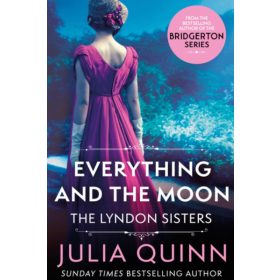 FROM THE
BESTSELLING
AUTHOR OF THE
BRIDGERTON
SERIES
EVERYTHING
AND THE MOON
THE LYNDON SISTERS
JULIA QUINN
SUNDAY TIMES BESTSELLING AUTHOR